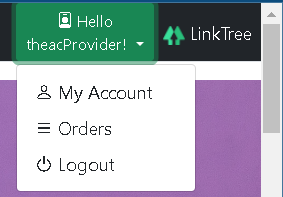 Hello
theacProvider!
LinkTree
My Account
Orders
Logout